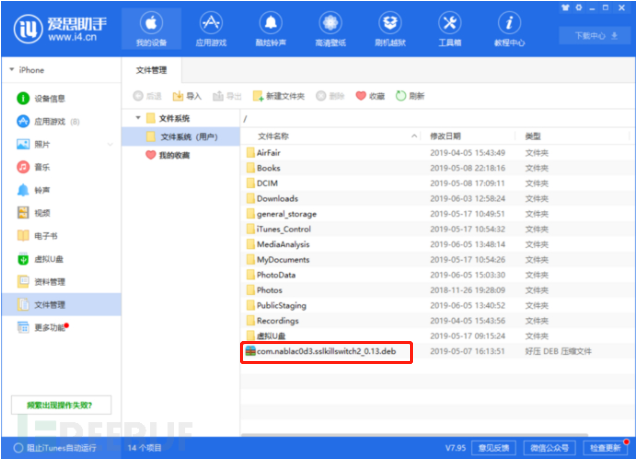 爱思助手
www.i4.cn
我的设备 应用游戏 酷炫铃声 高清壁纸 刷机越狱 工具箱 教程中心 下载中心
iPhone 文件管理
后退 导入 导出 新建文件夹 删除 收藏 刷新
设备信息
应用游戏 (8)
照片
音乐
铃声
视频
电子书
虚拟U盘
资料管理
文件管理
更多功能
频繁出现操作失败?
文件系统
文件系统（用户）
我的收藏
/
文件名称 修改日期 类型
AirFair 2019-04-05 15:43:49 文件夹
Books 2019-05-08 22:18:16 文件夹
DCIM 2019-05-08 17:09:11 文件夹
Downloads 2019-06-03 12:58:24 文件夹
general_storage 2019-05-17 10:49:51 文件夹
iTunes_Control 2019-05-17 10:54:32 文件夹
MediaAnalysis 2019-06-05 13:48:14 文件夹
MyDocuments 2019-05-17 10:54:26 文件夹
PhotoData 2019-06-05 15:03:30 文件夹
Photos 2018-11-26 19:28:09 文件夹
PublicStaging 2019-06-05 13:40:52 文件夹
Recordings 2019-04-05 15:43:56 文件夹
虚拟U盘 2019-05-17 09:15:24 文件夹
com.nablac0d3.sslkillswitch2_0.13.deb 2019-05-07 16:13:51 好压 DEB 压缩文件
FREEBUF
阻止iTunes自动运行 14 个项目 V7.95 意见反馈 微信公众号 检查更新